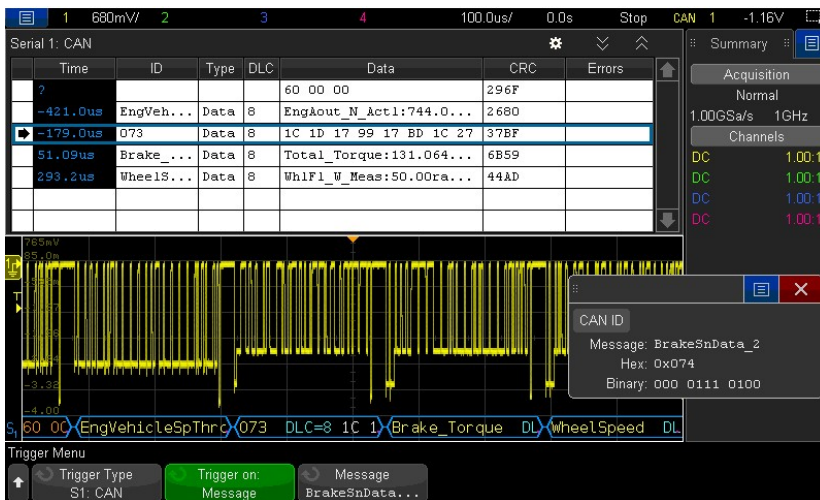 1 680mV/ 2 3 4 100.0us/ 0.0s Stop CAN 1 -1.16V
Serial 1: CAN
Time ID Type DLC Data CRC Errors
? 60 00 00 296F
-421.0us EngVeh... Data 8 EngAout_N_Act1:744.0... 2680
-179.0us 073 Data 8 1C 1D 17 99 17 BD 1C 27 37BF
51.09us Brake_... Data 8 Total_Torque:131.064... 6B59
293.2us WheelS... Data 8 WhlFl_W_Meas:50.00ra... 44AD
Summary
Acquisition
Normal
1.00GSa/s 1GHz
Channels
DC 1.00:1
DC 1.00:1
DC 1.00:1
DC 1.00:1
765mV
85.0m
-3.32
-4.00
T
CAN ID
Message: BrakeSnData_2
Hex: 0x074
Binary: 000 0111 0100
S1 60 00 EngVehicleSpThrc 073 DLC=8 1C 1 Brake_Torque DL WheelSpeed DL
Trigger Menu
Trigger Type
S1: CAN
Trigger on:
Message
Message
BrakeSnData...